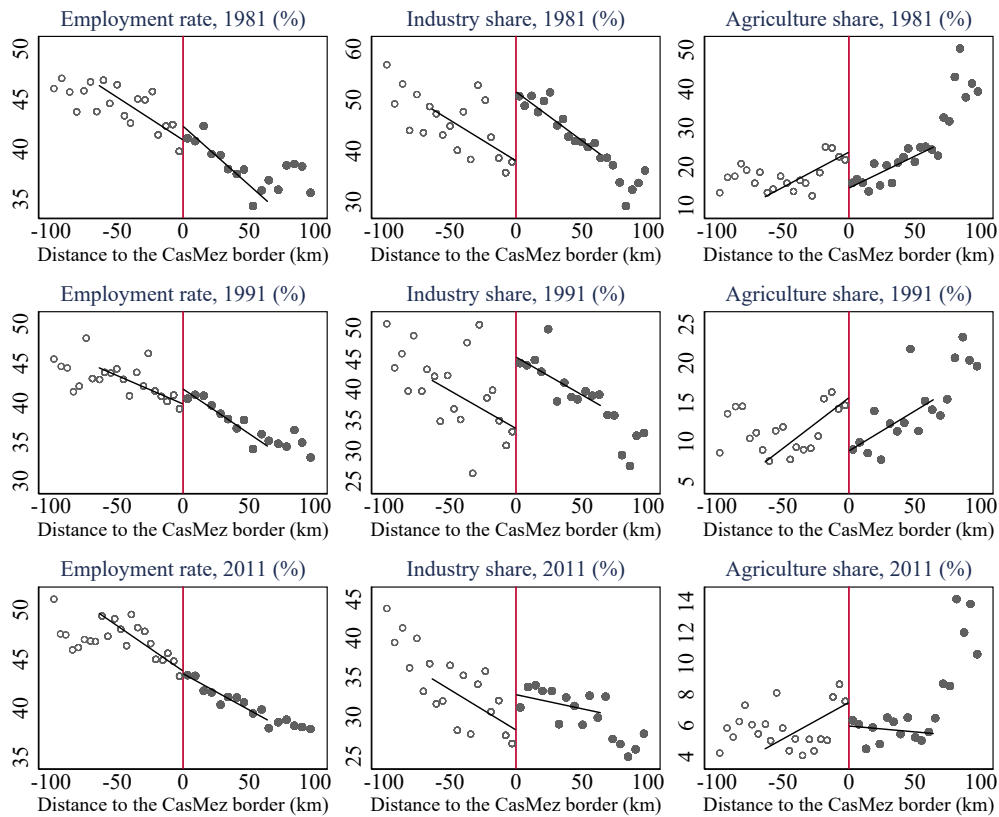 Employment rate, 1981 (%)
50
45
40
35
-100 -50 0 50 100
Distance to the CasMez border (km)
Industry share, 1981 (%)
60
50
40
30
-100 -50 0 50 100
Distance to the CasMez border (km)
Agriculture share, 1981 (%)
50
40
30
20
10
-100 -50 0 50 100
Distance to the CasMez border (km)
Employment rate, 1991 (%)
50
45
40
35
30
-100 -50 0 50 100
Distance to the CasMez border (km)
Industry share, 1991 (%)
50
45
40
35
30
25
-100 -50 0 50 100
Distance to the CasMez border (km)
Agriculture share, 1991 (%)
25
20
15
10
5
-100 -50 0 50 100
Distance to the CasMez border (km)
Employment rate, 2011 (%)
50
45
40
35
-100 -50 0 50 100
Distance to the CasMez border (km)
Industry share, 2011 (%)
45
40
35
30
25
-100 -50 0 50 100
Distance to the CasMez border (km)
Agriculture share, 2011 (%)
14
12
10
8
6
4
-100 -50 0 50 100
Distance to the CasMez border (km)